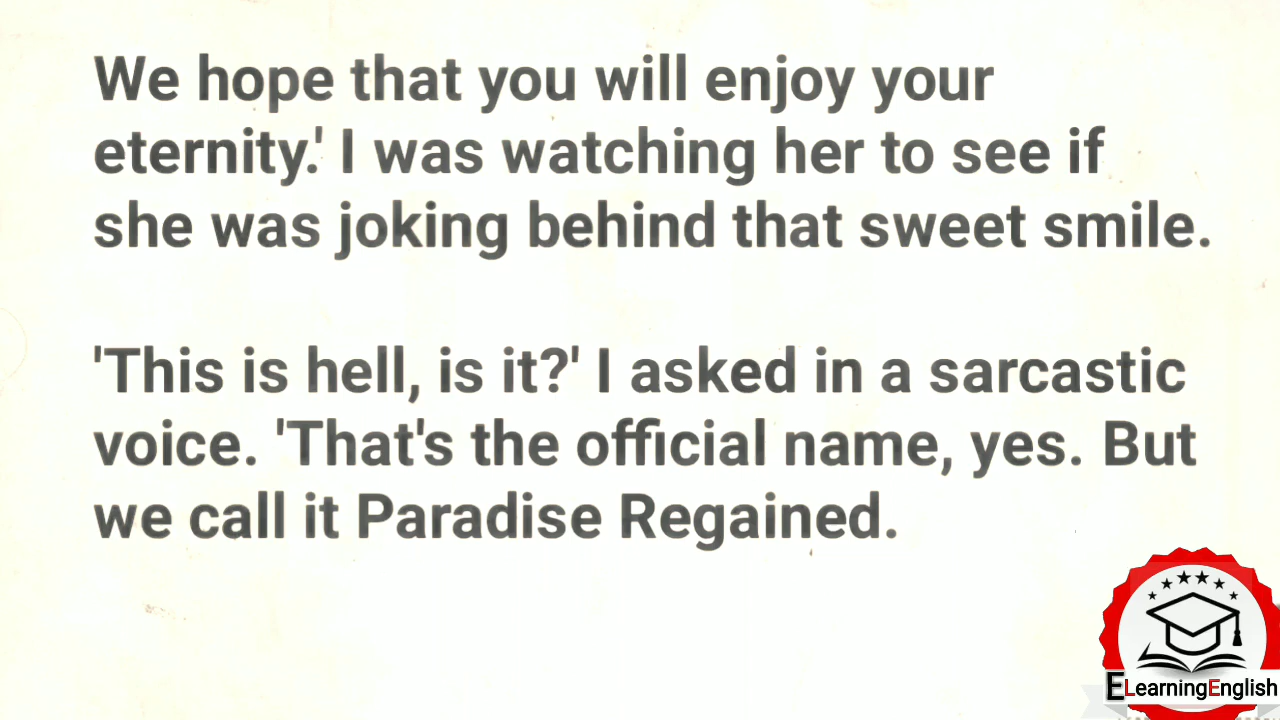 We hope that you will enjoy your
eternity.' I was watching her to see if
she was joking behind that sweet smile.
'This is hell, is it?' I asked in a sarcastic
voice. 'That's the official name, yes. But
we call it Paradise Regained.
ELearningEnglish